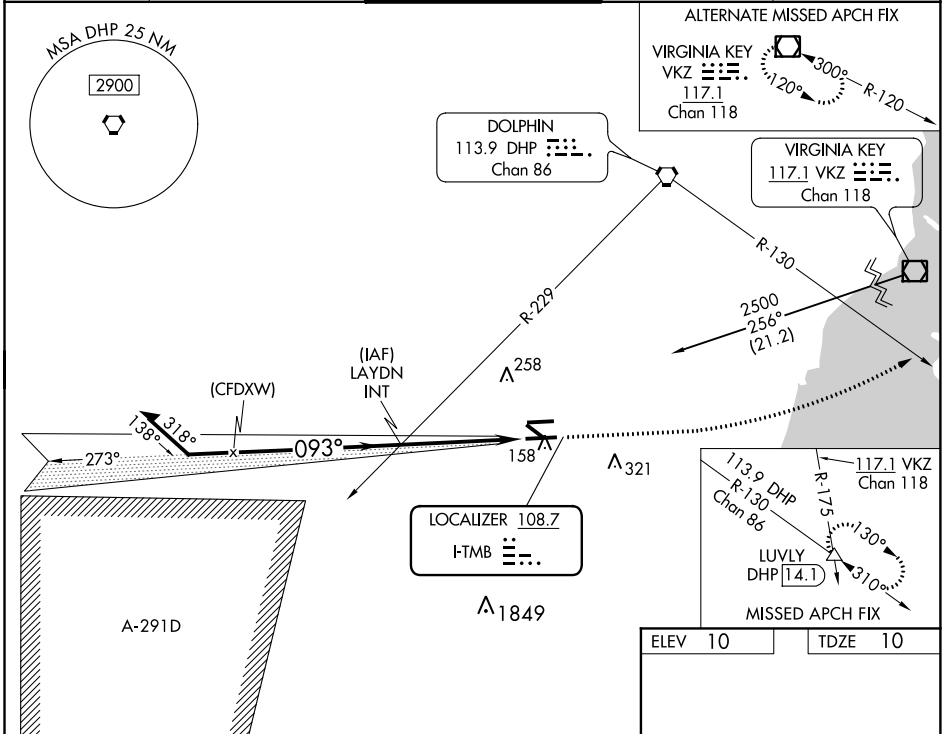 MSA DHP 25 NM
2900
ALTERNATE MISSED APCH FIX
VIRGINIA KEY
VKZ
117.1
Chan 118
300°
120°
R-120
DOLPHIN
113.9 DHP
Chan 86
VIRGINIA KEY
117.1 VKZ
Chan 118
R-130
R-229
2500
256°
(21.2)
(IAF)
LAYDN
INT
258
(CFDXW)
318°
138°
093°
273°
158
321
LOCALIZER 108.7
I-TMB
1849
A-291D
113.9 DHP
R-130
Chan 86
117.1 VKZ
Chan 118
R-175
130°
310°
LUVLY
DHP 14.1
MISSED APCH FIX
ELEV 10
TDZE 10